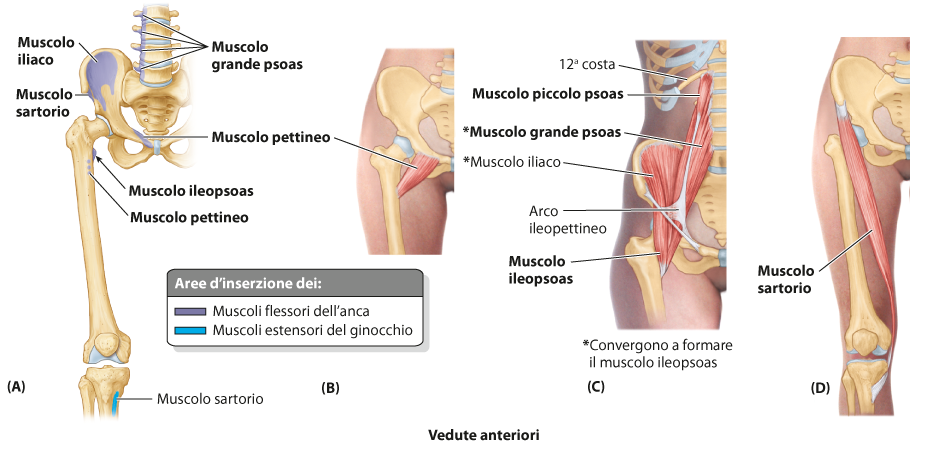 Muscolo
iliaco
Muscolo
grande psoas
Muscolo
sartorio
Muscolo pettineo
Muscolo ileopsoas
Muscolo pettineo
Aree d'inserzione dei:
Muscoli flessori dell'anca
Muscoli estensori del ginocchio
(A)
Muscolo sartorio
(B)
12ª costa
Muscolo piccolo psoas
*Muscolo grande psoas
*Muscolo iliaco
Arco
ileopettineo
Muscolo
ileopsoas
*Convergono a formare
il muscolo ileopsoas
(C)
Muscolo
sartorio
(D)
Vedute anteriori